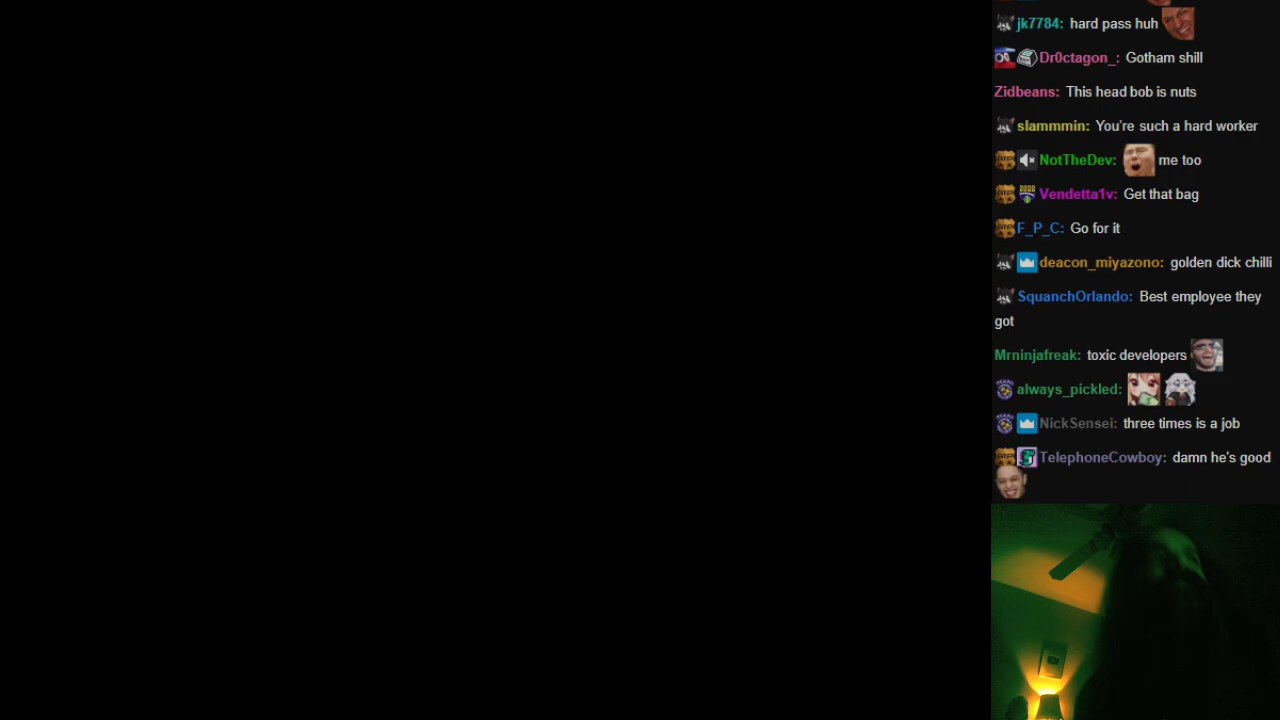 jk7784: hard pass huh
Dr0ctagon_: Gotham shill
Zidbeans: This head bob is nuts
slammmin: You're such a hard worker
NotTheDev: me too
Vendetta1v: Get that bag
F_P_C: Go for it
deacon_miyazono: golden dick chilli
SquanchOrlando: Best employee they
got
Mrninjafreak: toxic developers
always_pickled:
NickSensei: three times is a job
TelephoneCowboy: damn he's good